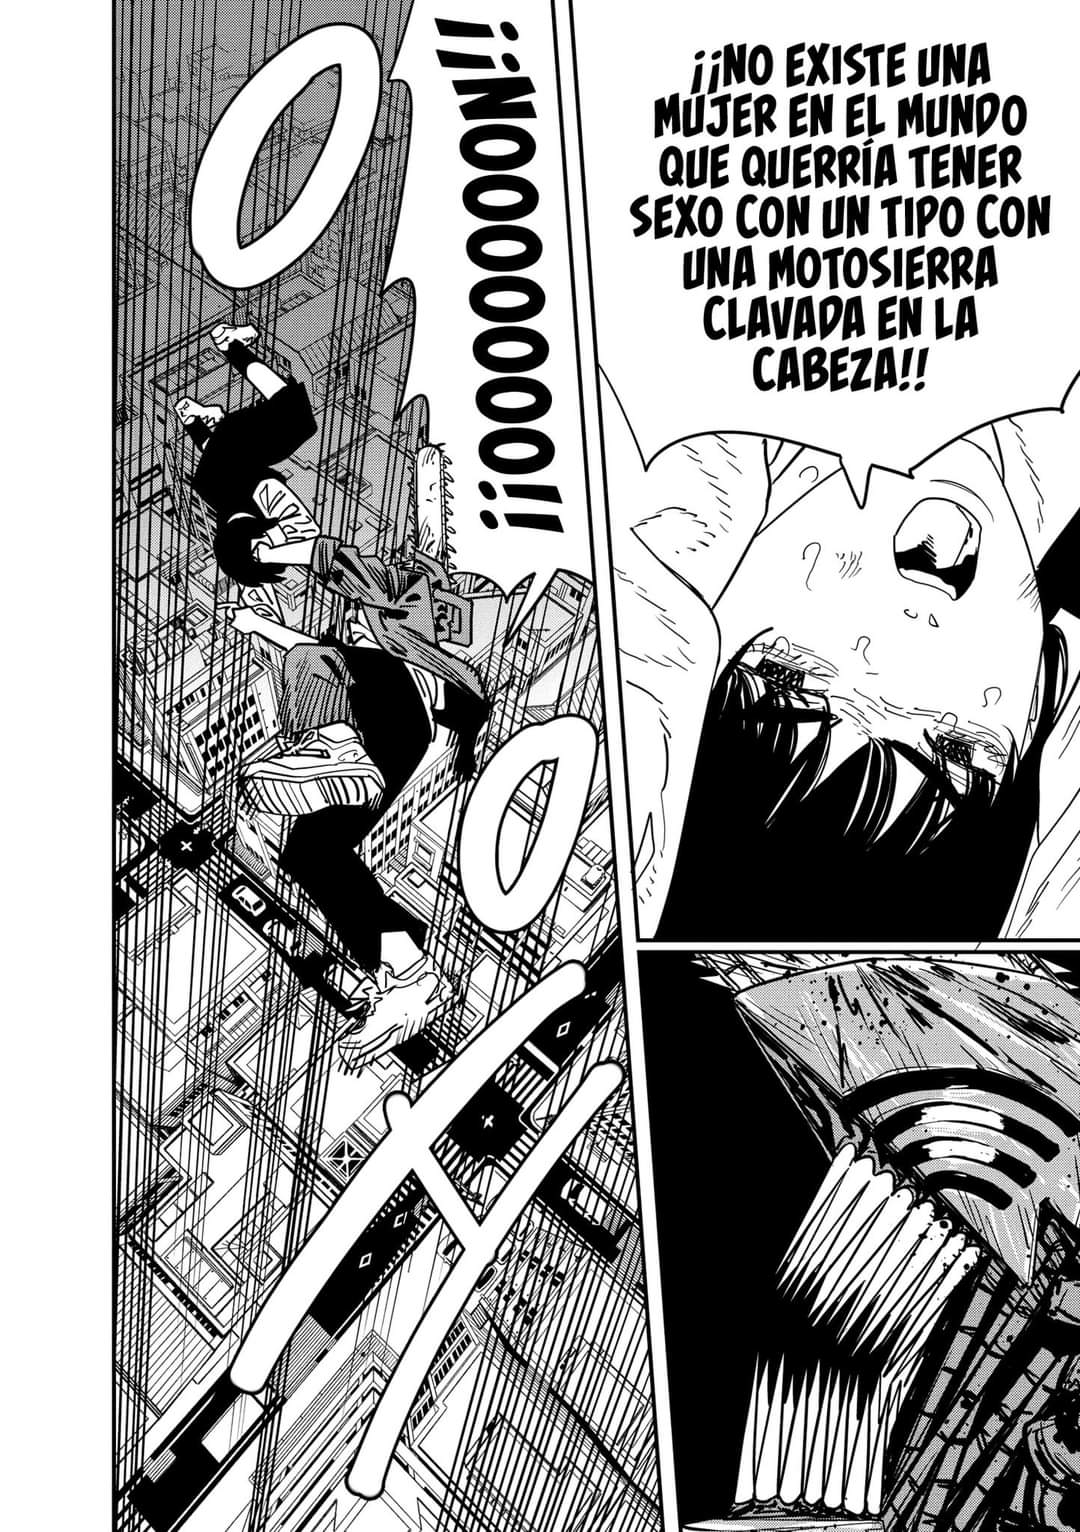 ¡¡NO EXISTE UNA
MUJER EN EL MUNDO
QUE QUERRÍA TENER
SEXO CON UN TIPO CON
UNA MOTOSIERRA
CLAVADA EN LA
CABEZA!!
¡¡NOOOOOOOO!!